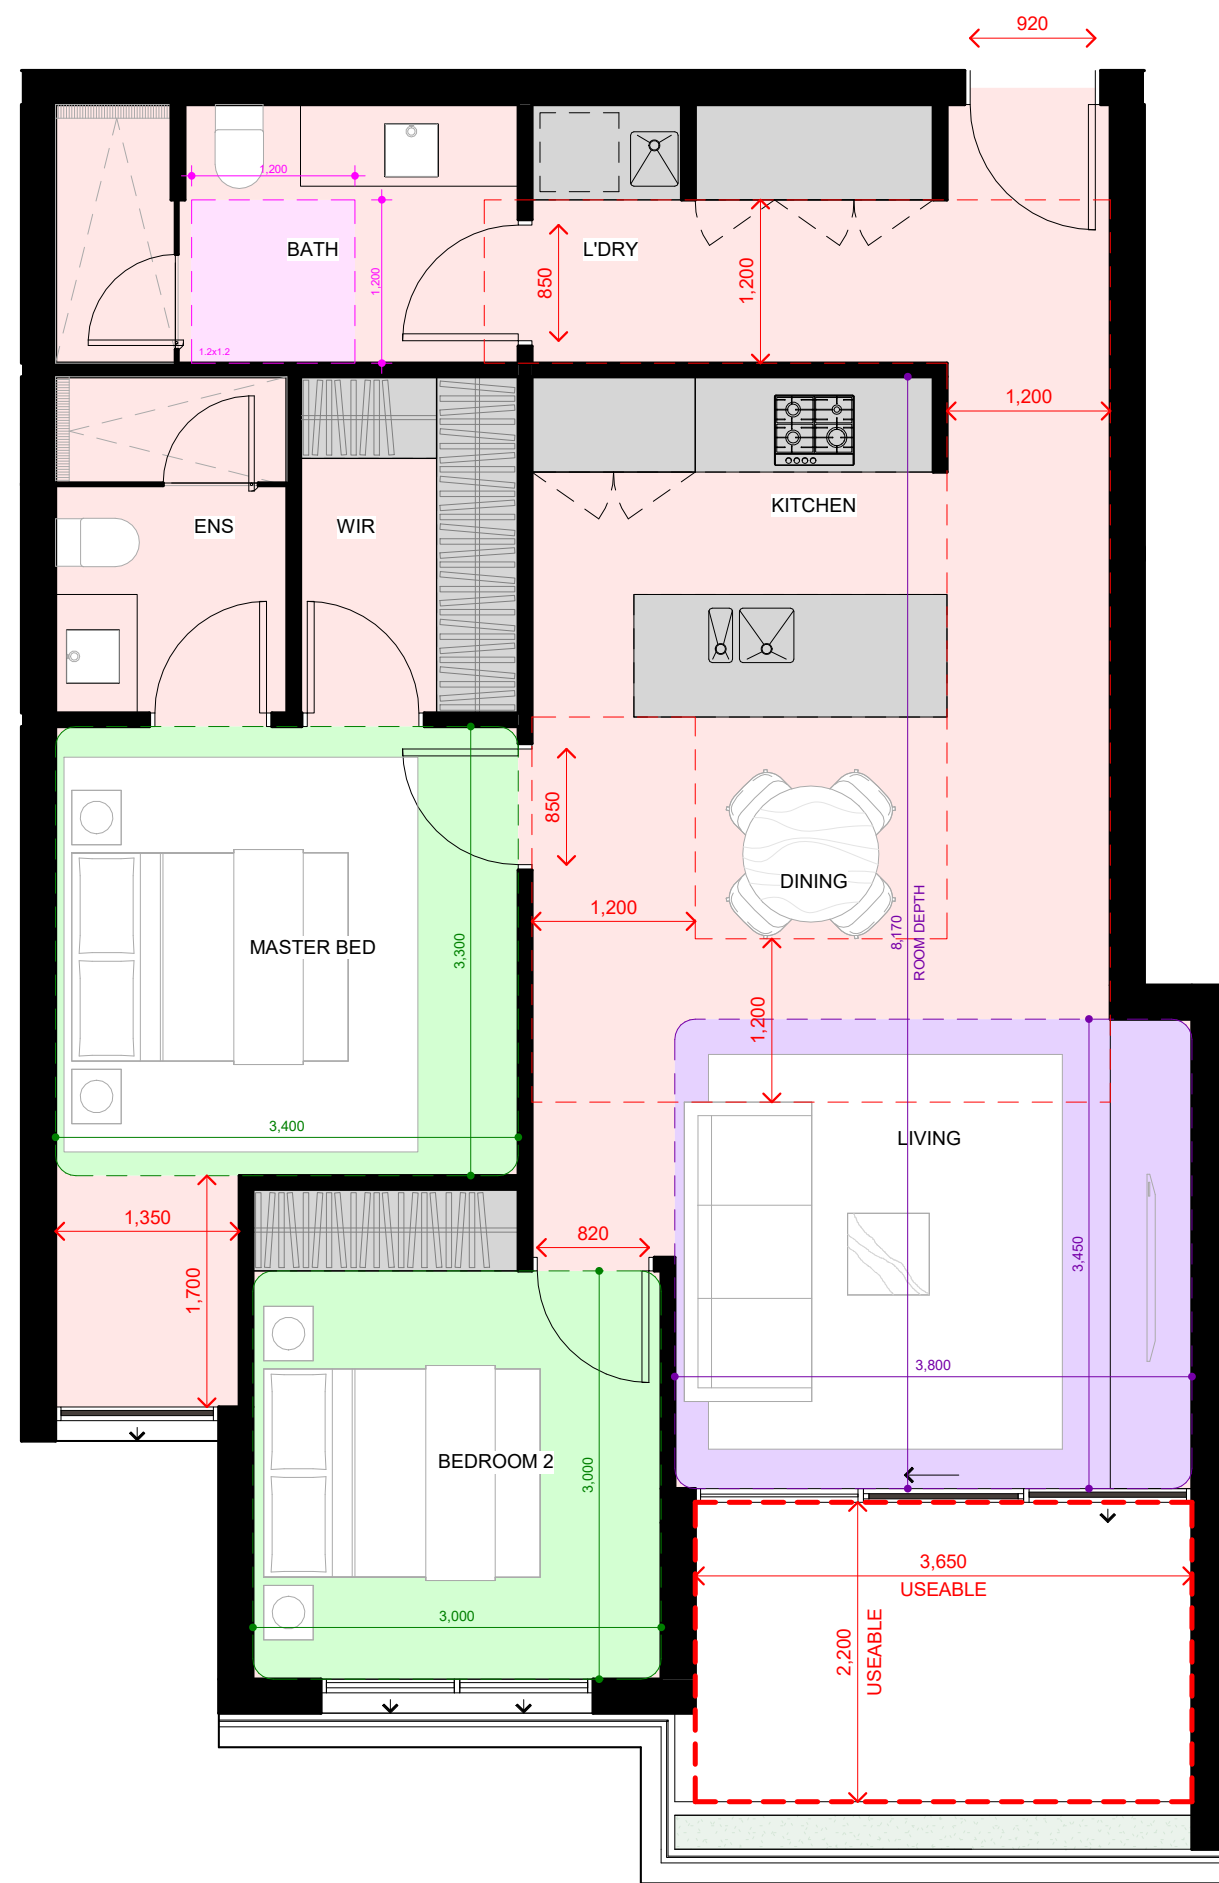 920
1,200
BATH
L'DRY
850
1,200
1,200
1.2x1.2
1,200
KITCHEN
ENS
WIR
850
DINING
1,200
8,170
ROOM DEPTH
MASTER BED
3,300
1,200
3,400
LIVING
1,350
820
3,450
1,700
3,800
BEDROOM 2
3,000
3,650
USEABLE
3,000
2,200
USEABLE